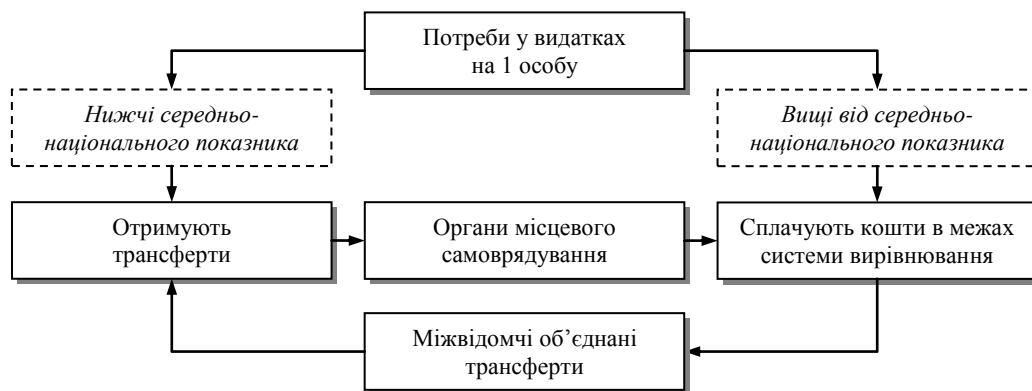 Потреби у видатках
на 1 особу
Нижчі середньо-
національного показника
Вищі від середньо-
національного показника
Отримують
трансферти
Органи місцевого
самоврядування
Сплачують кошти в межах
системи вирівнювання
Міжвідомчі об’єднані
трансферти